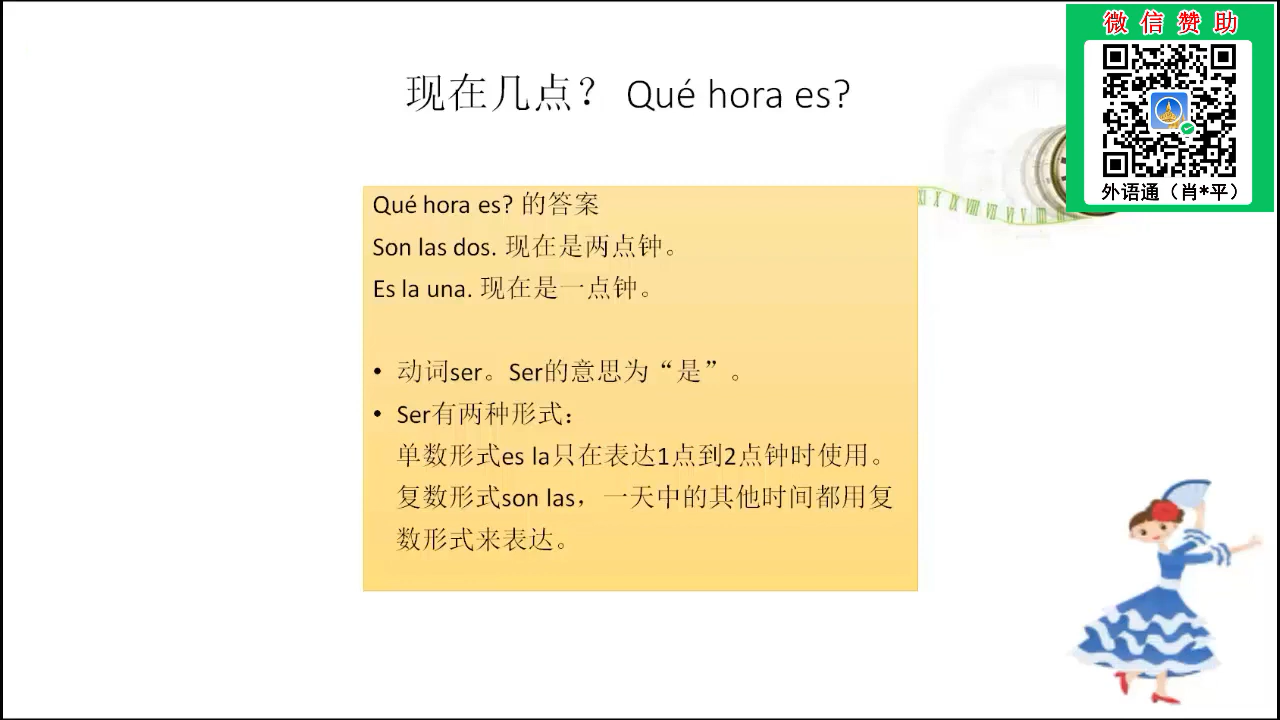 微信赞助
外语通（肖*平）
现在几点？ Qué hora es?
XI X IX VIII VII VI V
Qué hora es? 的答案
Son las dos. 现在是两点钟。
Es la una. 现在是一点钟。
• 动词ser。Ser的意思为“是”。
• Ser有两种形式：
单数形式es la只在表达1点到2点钟时使用。
复数形式son las，一天中的其他时间都用复
数形式来表达。